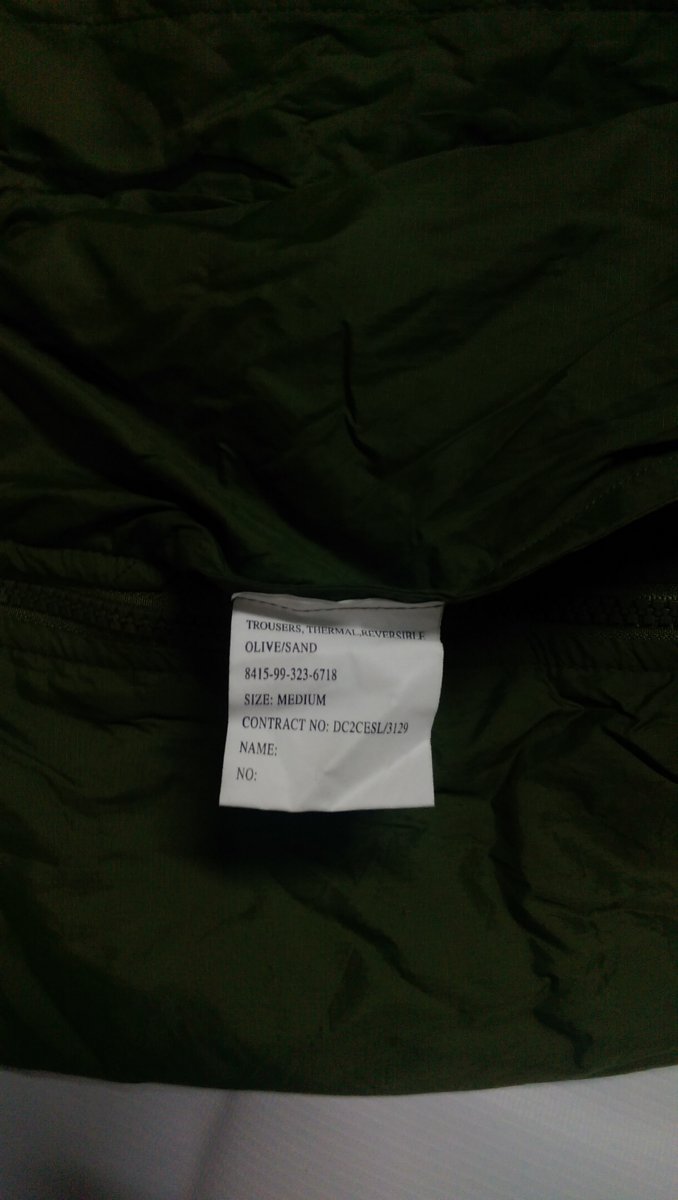 TROUSERS, THERMAL,REVERSIBLE
OLIVE/SAND
8415-99-323-6718
SIZE: MEDIUM
CONTRACT NO: DC2CESL/3129
NAME:
NO: